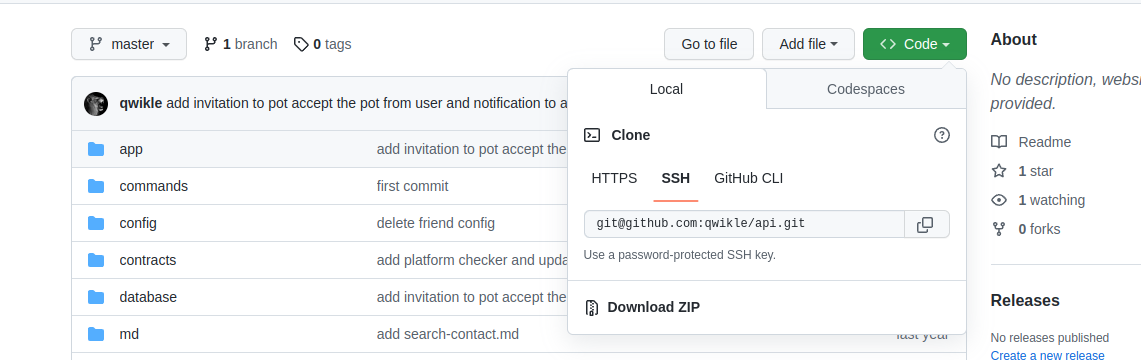 master
1 branch
0 tags
Go to file
Add file
Code
About
Local
Codespaces
No description, websi
provided.
qwikle add invitation to pot accept the pot from user and notification to a
Clone
Readme
app
add invitation to pot accept the
HTTPS
SSH
GitHub CLI
1 star
commands
first commit
1 watching
config
delete friend config
git@github.com:qwikle/api.git
0 forks
contracts
add platform checker and upda
Use a password-protected SSH key.
database
add invitation to pot accept the
Releases
Download ZIP
md
add search-contact.md
last year
No releases published
Create a new release